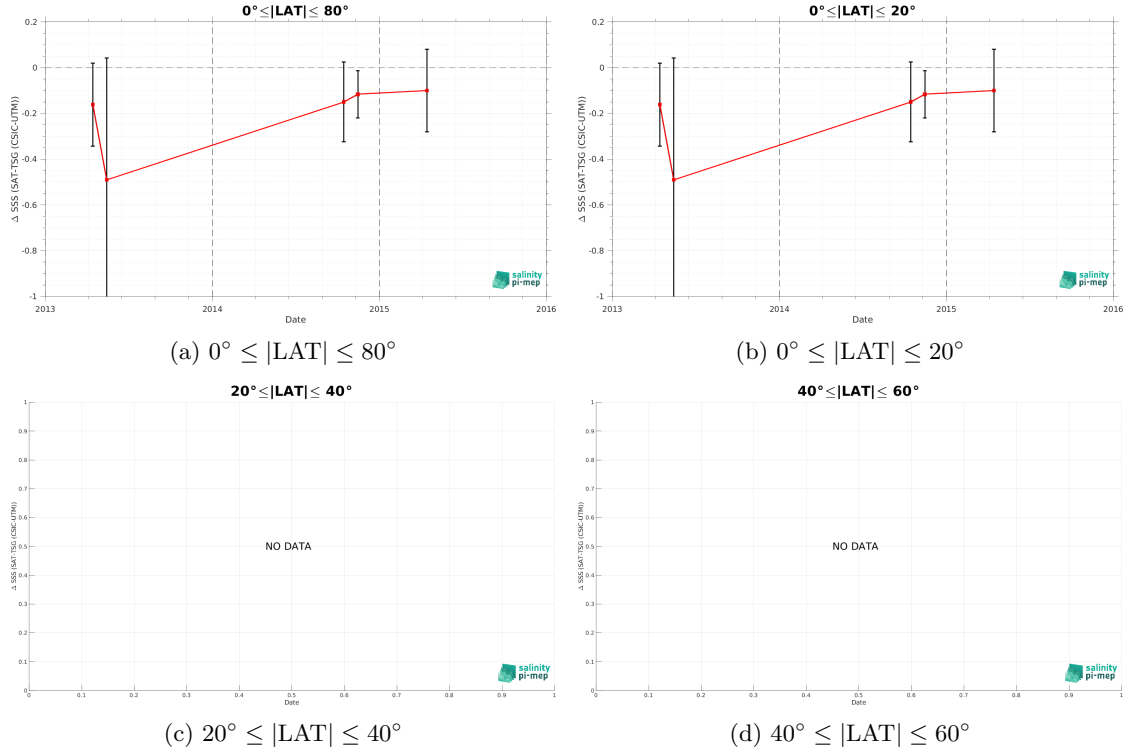 0°≤|LAT|≤ 80°
0.2
0
-0.2
-0.4
-0.6
-0.8
-1
Δ SSS (SAT-TSG (CSIC-UTM))
2013
2014
2015
2016
Date
salinity
pi-mep
(a) 0° ≤ |LAT| ≤ 80°
0°≤|LAT|≤ 20°
0.2
0
-0.2
-0.4
-0.6
-0.8
-1
Δ SSS (SAT-TSG (CSIC-UTM))
2013
2014
2015
2016
Date
salinity
pi-mep
(b) 0° ≤ |LAT| ≤ 20°
20°≤|LAT|≤ 40°
1
0.9
0.8
0.7
0.6
0.5
0.4
0.3
0.2
0.1
0
Δ SSS (SAT-TSG (CSIC-UTM))
NO DATA
0
0.1
0.2
0.3
0.4
0.5
0.6
0.7
0.8
0.9
1
Date
salinity
pi-mep
(c) 20° ≤ |LAT| ≤ 40°
40°≤|LAT|≤ 60°
1
0.9
0.8
0.7
0.6
0.5
0.4
0.3
0.2
0.1
0
Δ SSS (SAT-TSG (CSIC-UTM))
NO DATA
0
0.1
0.2
0.3
0.4
0.5
0.6
0.7
0.8
0.9
1
Date
salinity
pi-mep
(d) 40° ≤ |LAT| ≤ 60°